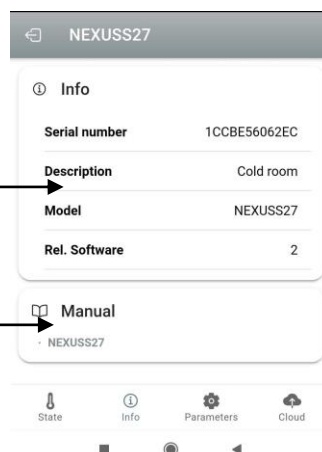 NEXUSS27
Info
Serial number 1CCBE56062EC
Description Cold room
Model NEXUSS27
Rel. Software 2
Manual
· NEXUSS27
State Info Parameters Cloud